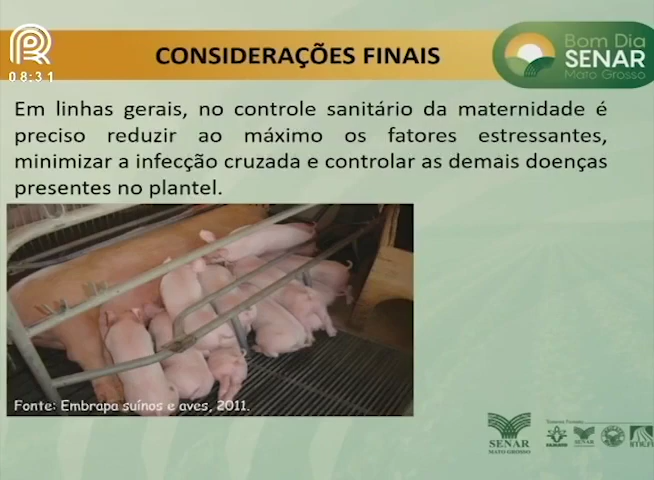 08:31
CONSIDERAÇÕES FINAIS
Bom Dia
SENAR
Mato Grosso
Em linhas gerais, no controle sanitário da maternidade é
preciso reduzir ao máximo os fatores estressantes,
minimizar a infecção cruzada e controlar as demais doenças
presentes no plantel.
Fonte: Embrapa suínos e aves, 2011.
SENAR
MATO GROSSO
FAMATO
SENAR